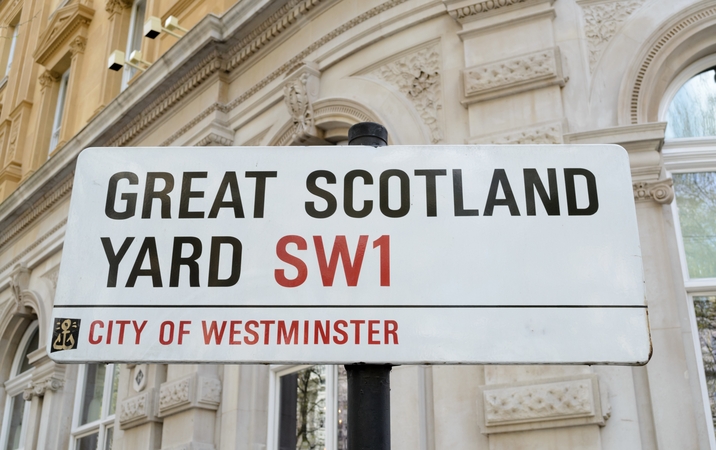 GREAT SCOTLAND
YARD SW1
CITY OF WESTMINSTER